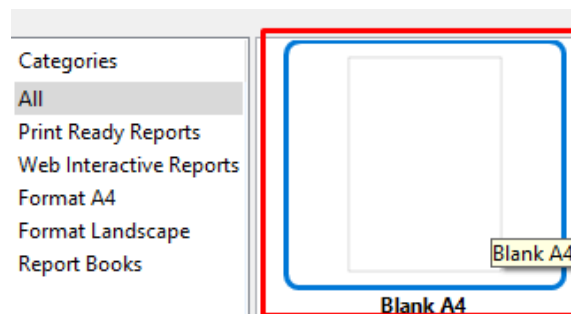 Categories
All
Print Ready Reports
Web Interactive Reports
Format A4
Format Landscape
Report Books
Blank A4
Blank A4